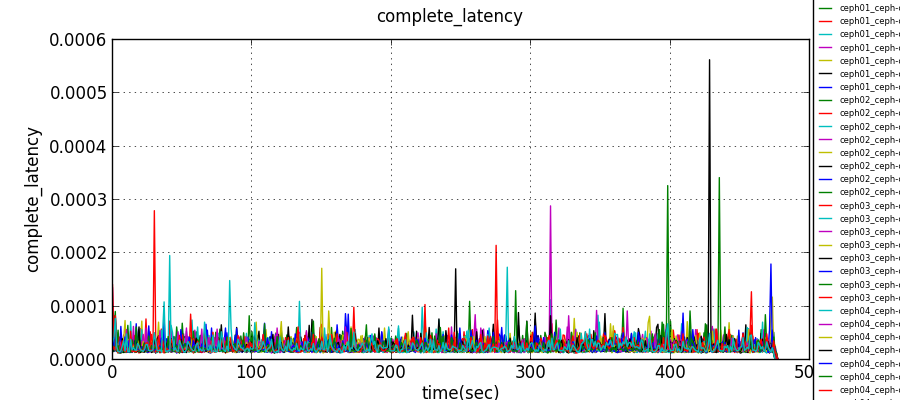 complete_latency
0.0006
0.0005
0.0004
0.0003
0.0002
0.0001
0.0000
complete_latency
0
100
200
300
400
50
time(sec)
ceph01_ceph-
ceph01_ceph-
ceph01_ceph-
ceph01_ceph-
ceph01_ceph-
ceph01_ceph-
ceph01_ceph-
ceph02_ceph-
ceph02_ceph-
ceph02_ceph-
ceph02_ceph-
ceph02_ceph-
ceph02_ceph-
ceph02_ceph-
ceph02_ceph-
ceph03_ceph-
ceph03_ceph-
ceph03_ceph-
ceph03_ceph-
ceph03_ceph-
ceph03_ceph-
ceph03_ceph-
ceph03_ceph-
ceph04_ceph-
ceph04_ceph-
ceph04_ceph-
ceph04_ceph-
ceph04_ceph-
ceph04_ceph-
ceph04_ceph-